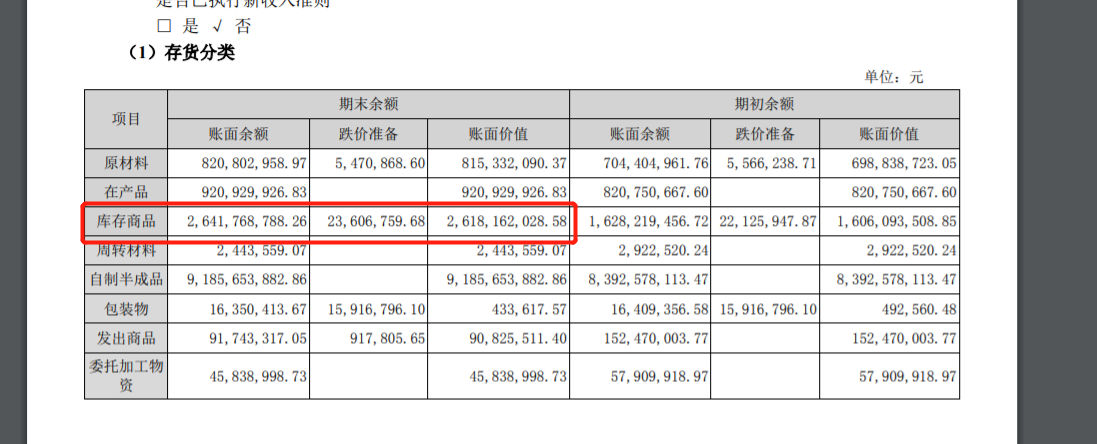 是否已执行新收入准则
□ 是 √ 否
（1）存货分类
单位：元
项目 期末余额 期初余额
账面余额 跌价准备 账面价值 账面余额 跌价准备 账面价值
原材料 820,802,958.97 5,470,868.60 815,332,090.37 704,404,961.76 5,566,238.71 698,838,723.05
在产品 920,929,926.83 920,929,926.83 820,750,667.60 820,750,667.60
库存商品 2,641,768,788.26 23,606,759.68 2,618,162,028.58 1,628,219,456.72 22,125,947.87 1,606,093,508.85
周转材料 2,443,559.07 2,443,559.07 2,922,520.24 2,922,520.24
自制半成品 9,185,653,882.86 9,185,653,882.86 8,392,578,113.47 8,392,578,113.47
包装物 16,350,413.67 15,916,796.10 433,617.57 16,409,356.58 15,916,796.10 492,560.48
发出商品 91,743,317.05 917,805.65 90,825,511.40 152,470,003.77 152,470,003.77
委托加工物
资 45,838,998.73 45,838,998.73 57,909,918.97 57,909,918.97